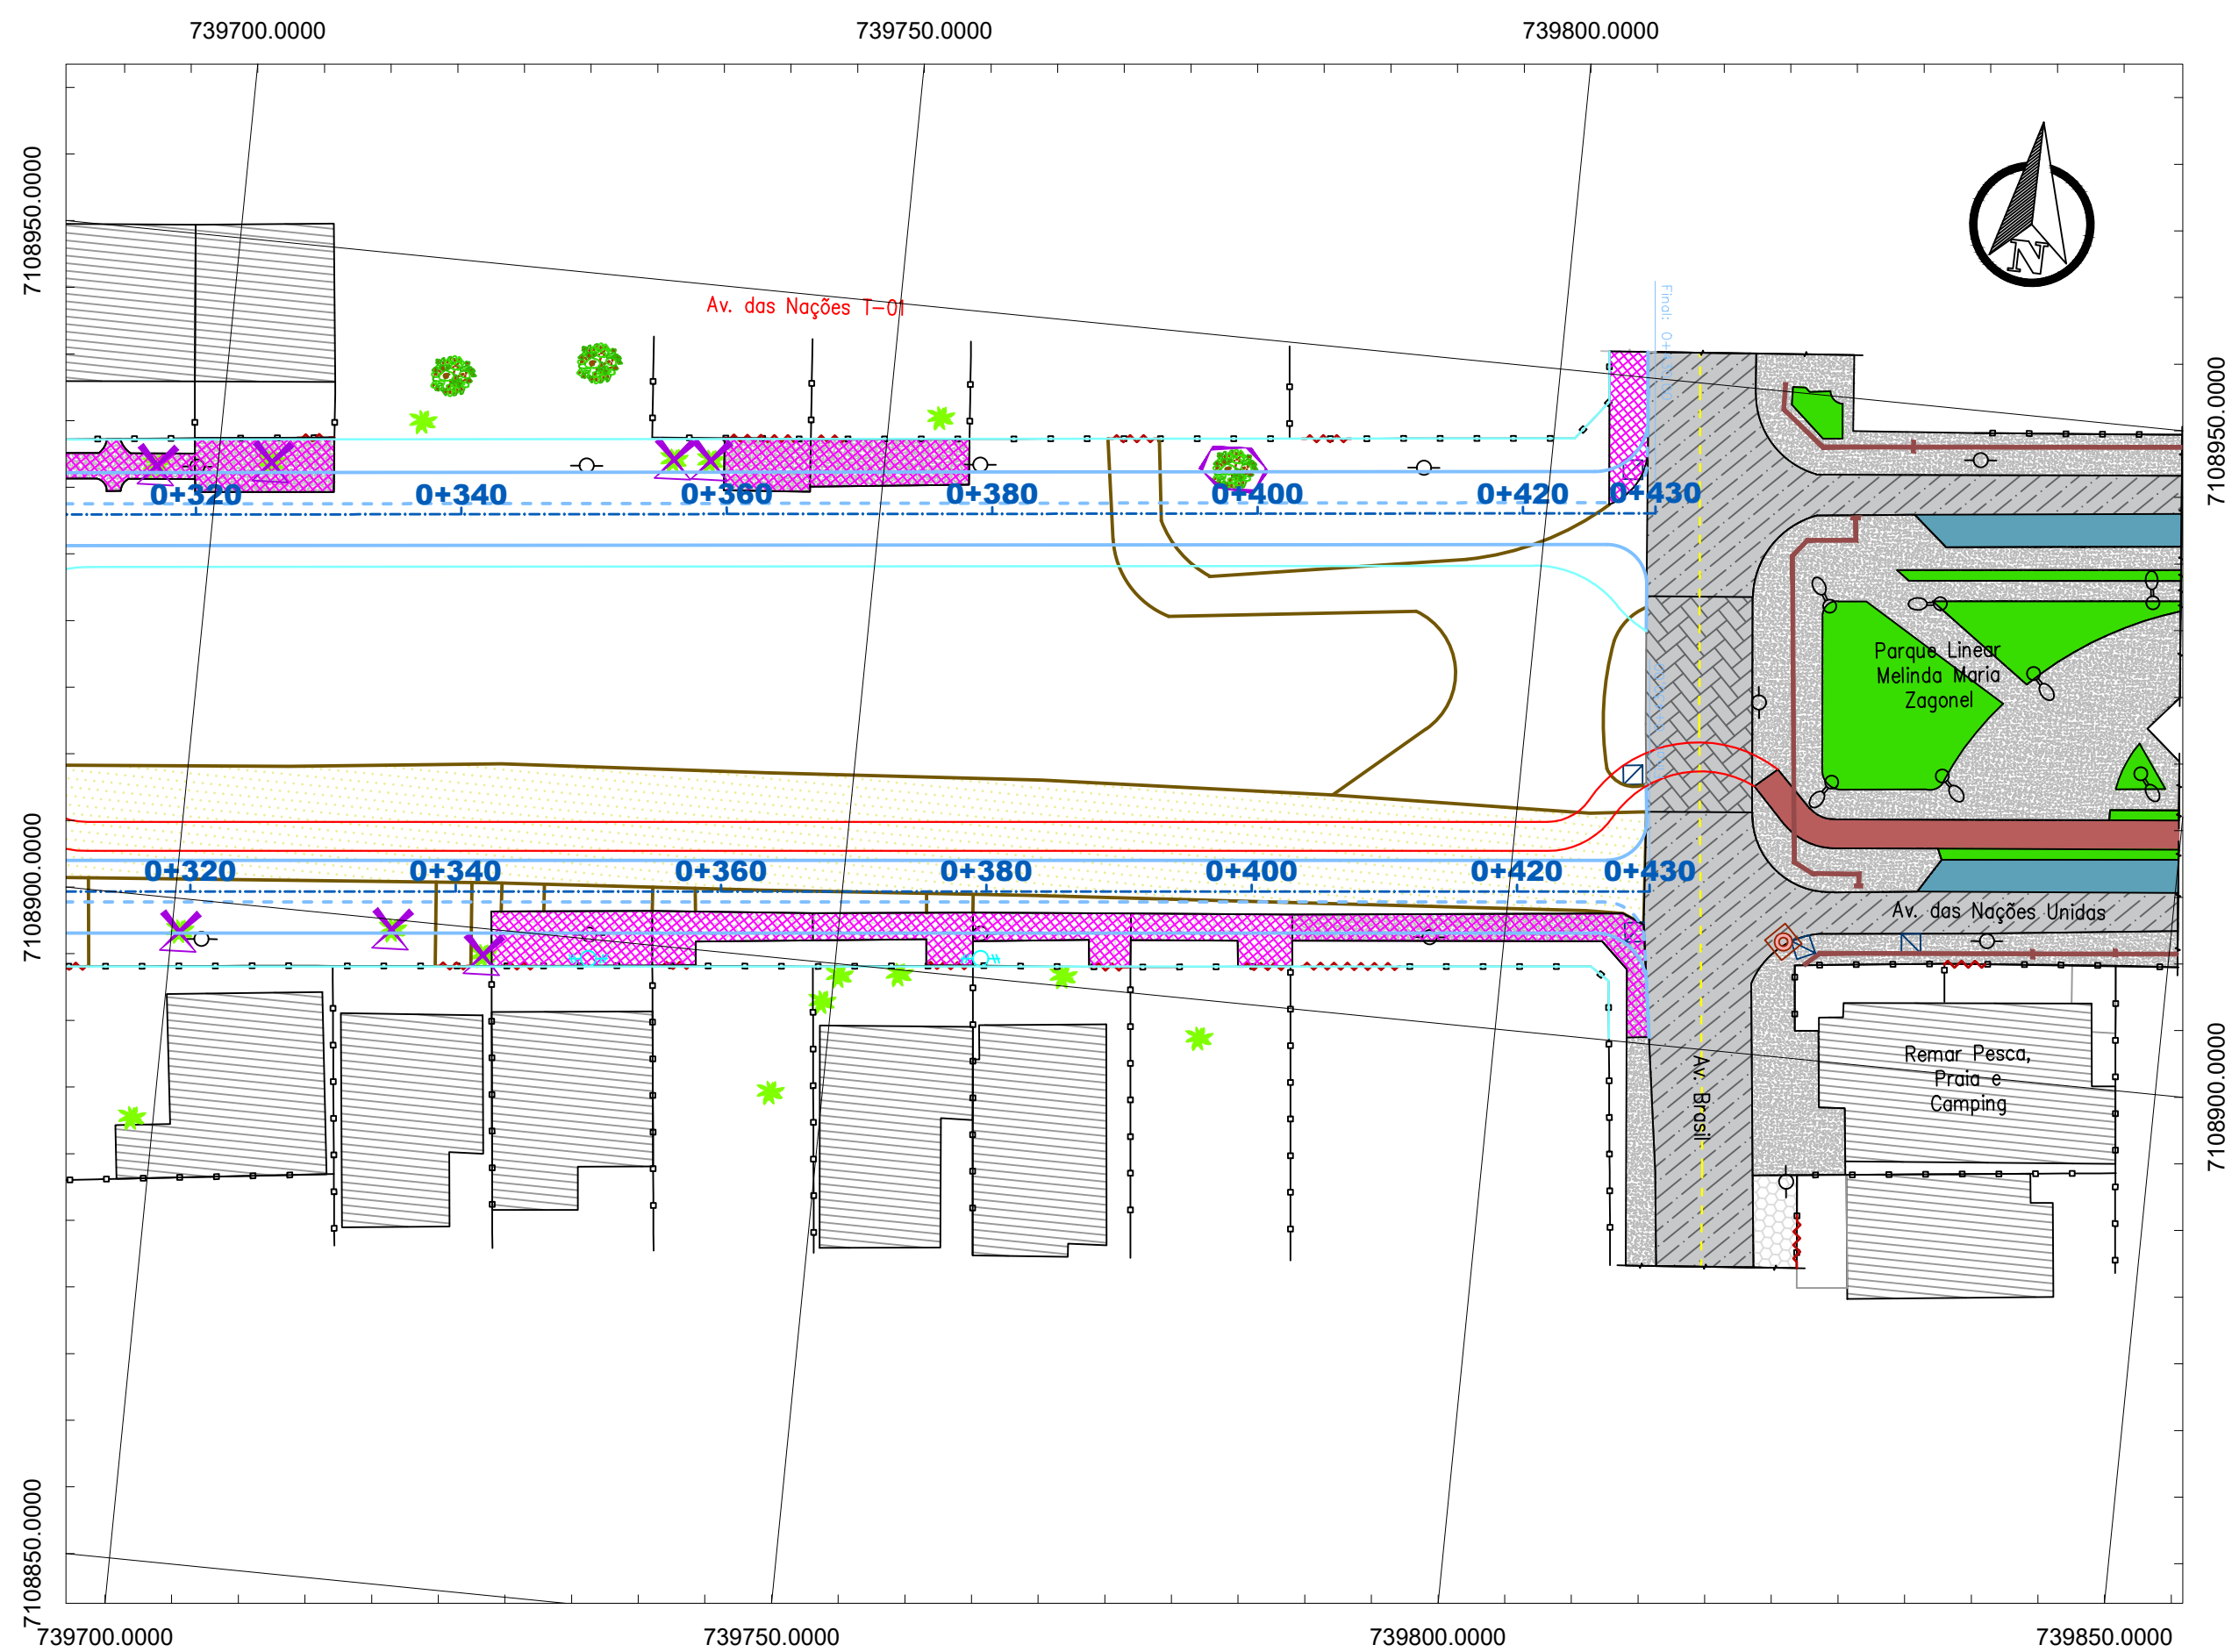 739700.0000
739750.0000
739800.0000
7108950.0000
7108950.0000
N
Av. das Nações T-01
0+320
0+340
0+360
0+380
0+400
0+420
0+430
Parque Linear
Melinda Maria
Zagonel
7108900.0000
0+320
0+340
0+360
0+380
0+400
0+420
0+430
Av. das Nações Unidas
Av. Brasil
Remar Pesca,
Praia e
Camping
7108900.0000
7108850.0000
739700.0000
739750.0000
739800.0000
739850.0000
Final: